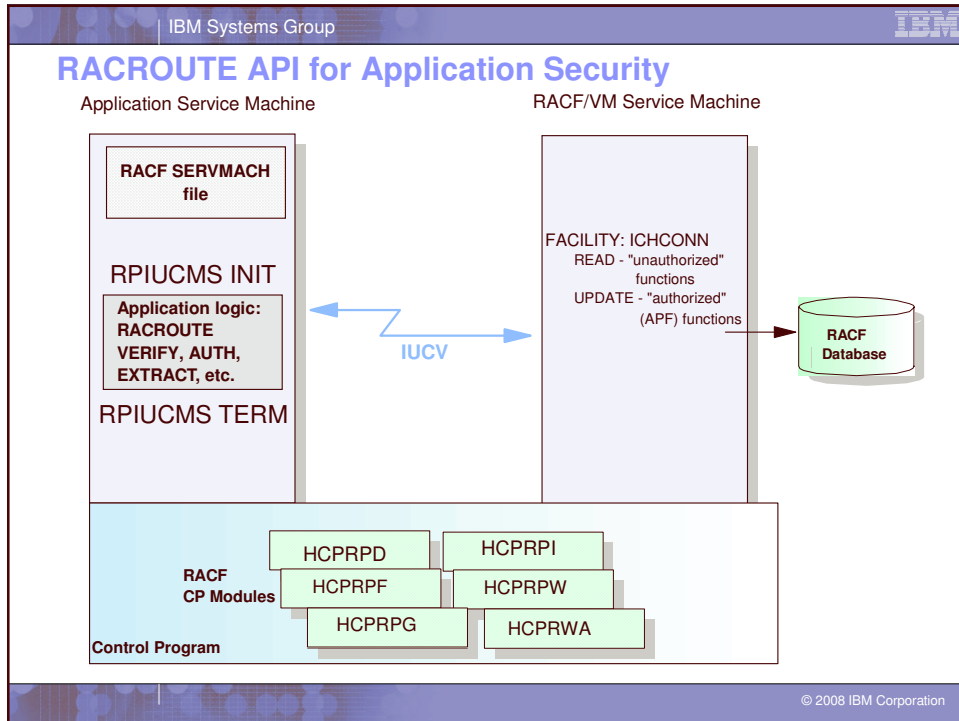 IBM Systems Group
IBM
RACROUTE API for Application Security
Application Service Machine
RACF/VM Service Machine
RACF SERVMACH
file
RPIUCMS INIT
Application logic:
RACROUTE
VERIFY, AUTH,
EXTRACT, etc.
RPIUCMS TERM
IUCV
FACILITY: ICHCONN
READ - "unauthorized"
functions
UPDATE - "authorized"
(APF) functions
RACF
Database
RACF
CP Modules
HCPRPD
HCPRPI
HCPRPF
HCPRPW
HCPRPG
HCPRWA
Control Program
© 2008 IBM Corporation